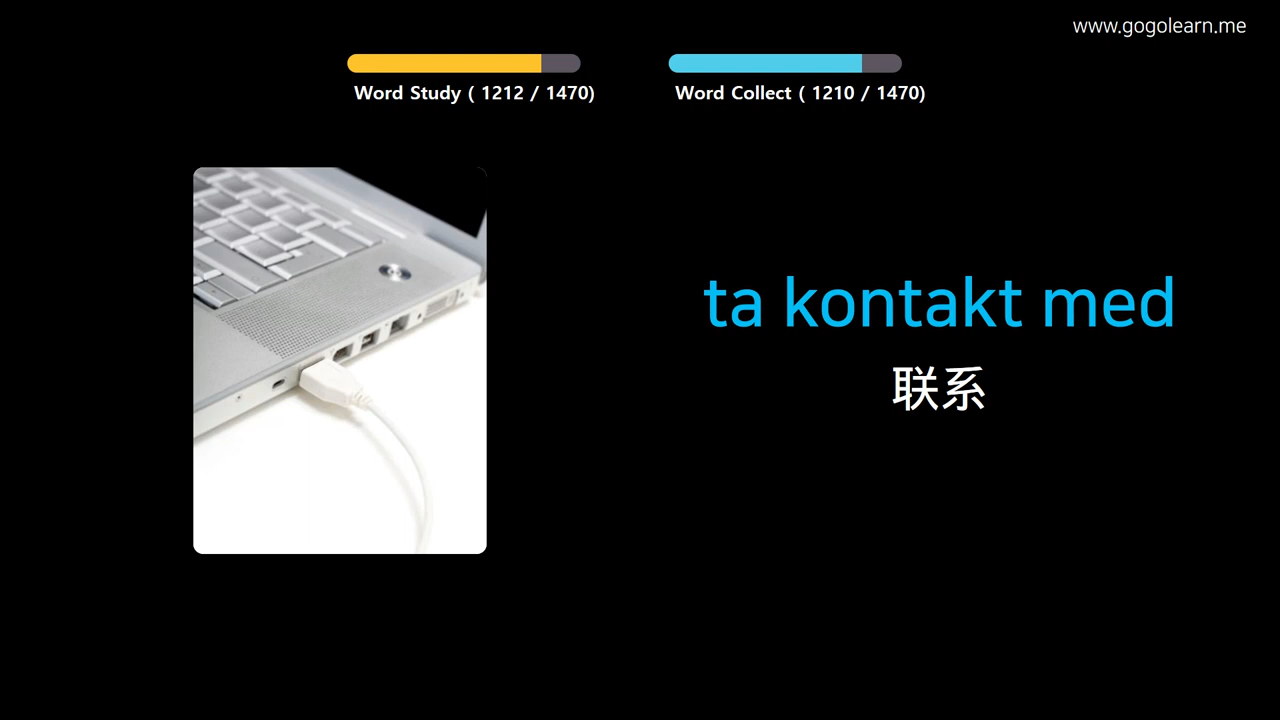 www.gogolearn.me
Word Study ( 1212 / 1470)
Word Collect ( 1210 / 1470)
ta kontakt med
联系